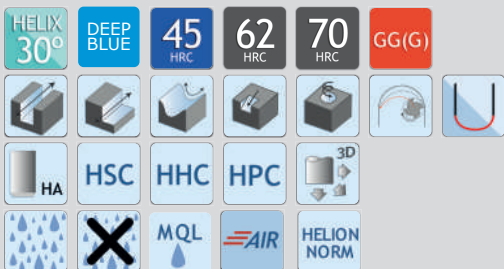 HELIX
30°
DEEP
BLUE
45
HRC
62
HRC
70
HRC
GG(G)
HA
HSC
HHC
HPC
3D
MQL
AIR
HELION
NORM